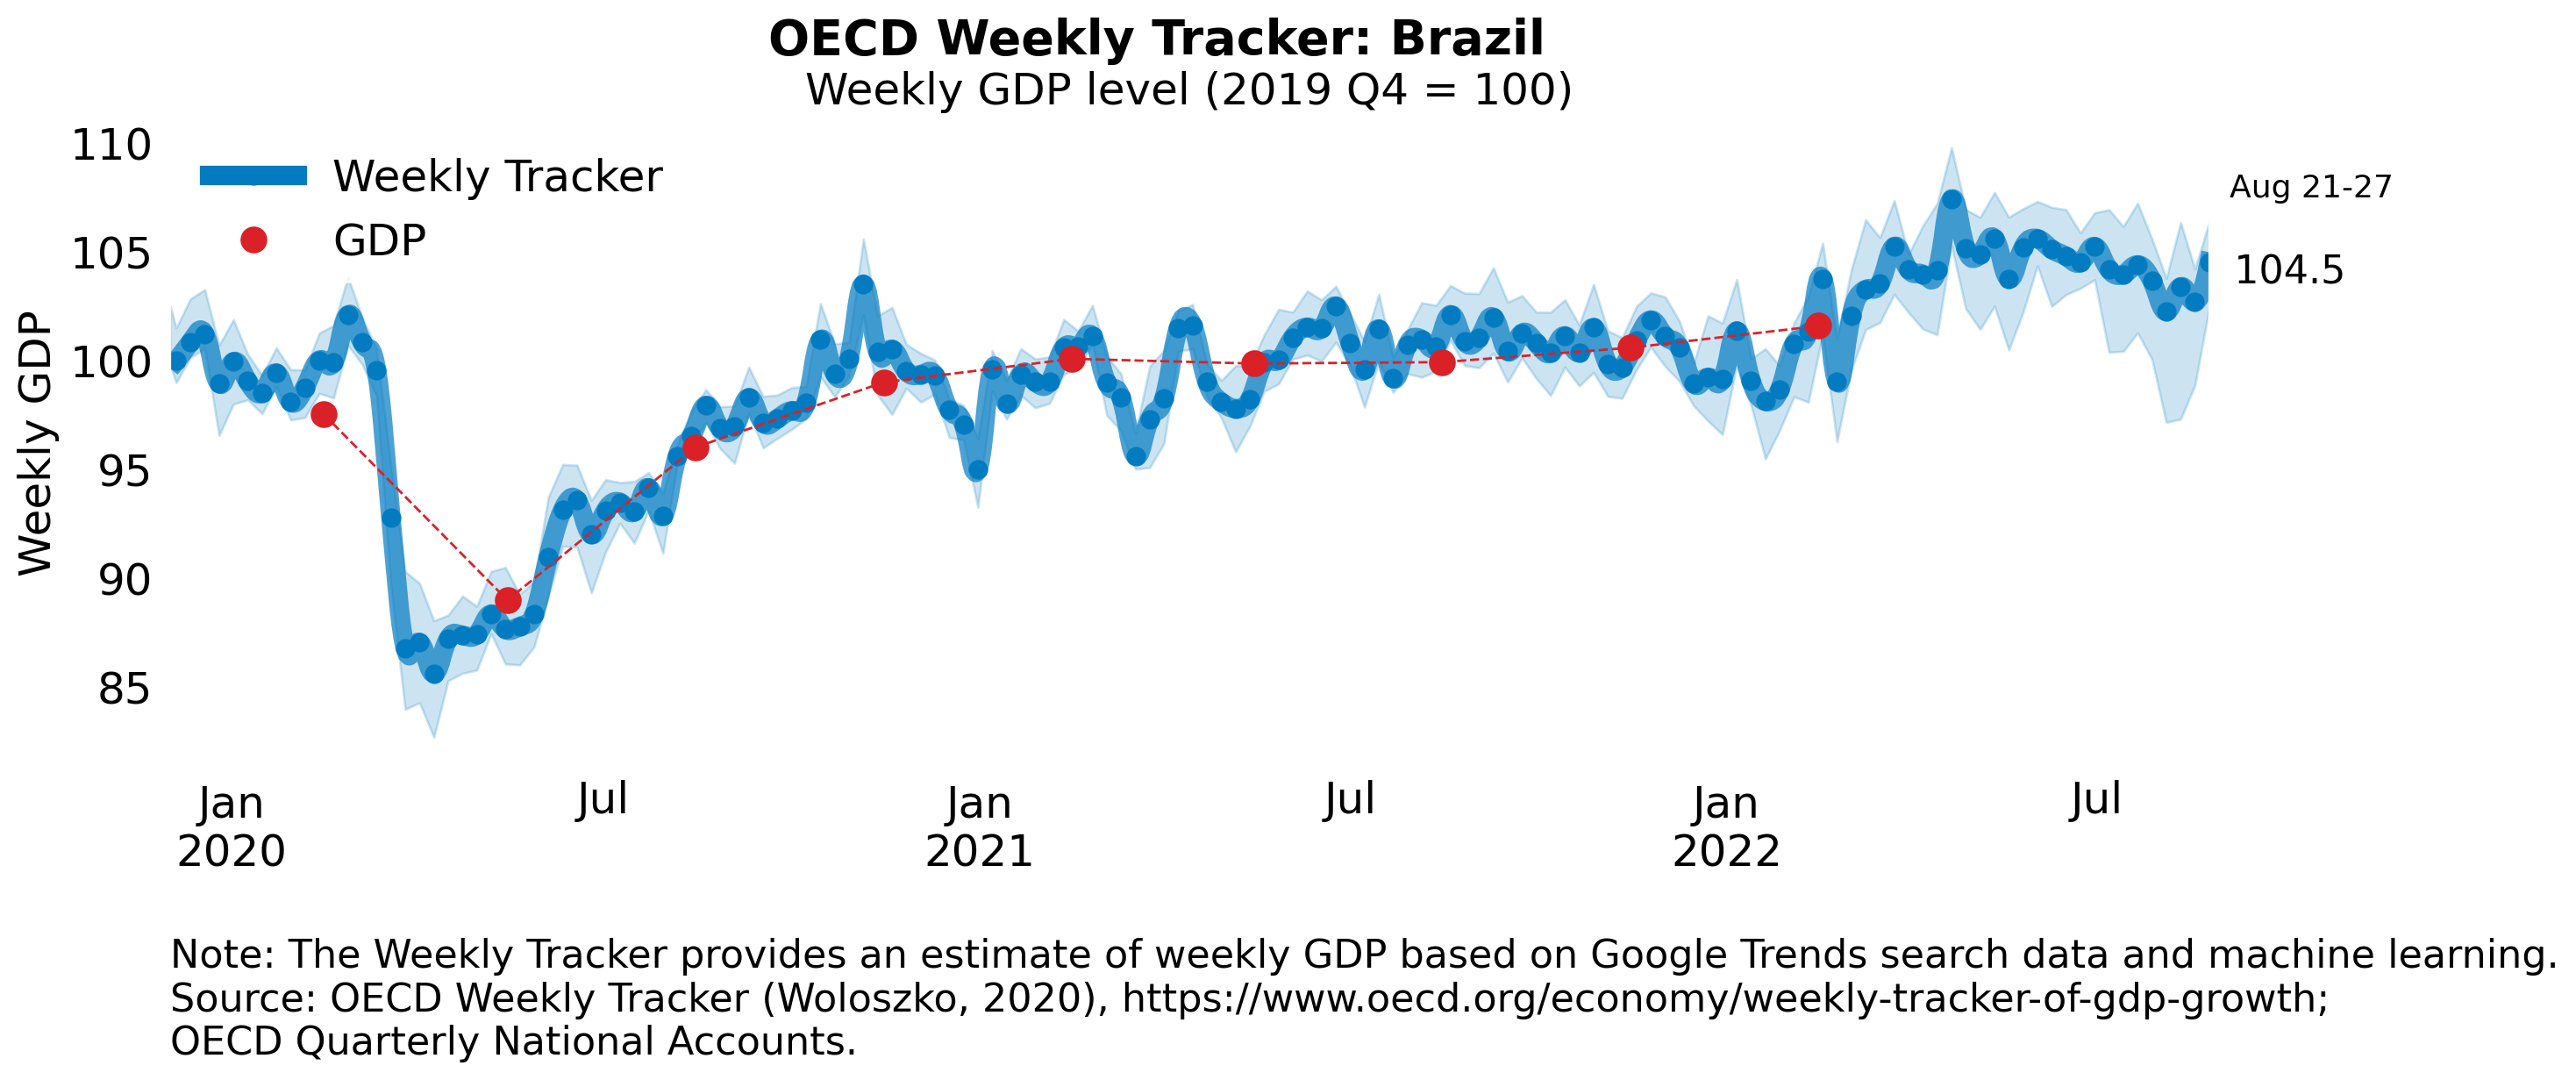 OECD Weekly Tracker: Brazil
Weekly GDP level (2019 Q4 = 100)
110
105
100
95
90
85
Weekly GDP
Weekly Tracker
GDP
Aug 21-27
104.5
Jan Jul Jan Jul Jan Jul
2020 2021 2022
Note: The Weekly Tracker provides an estimate of weekly GDP based on Google Trends search data and machine learning.
Source: OECD Weekly Tracker (Woloszko, 2020), https://www.oecd.org/economy/weekly-tracker-of-gdp-growth;
OECD Quarterly National Accounts.